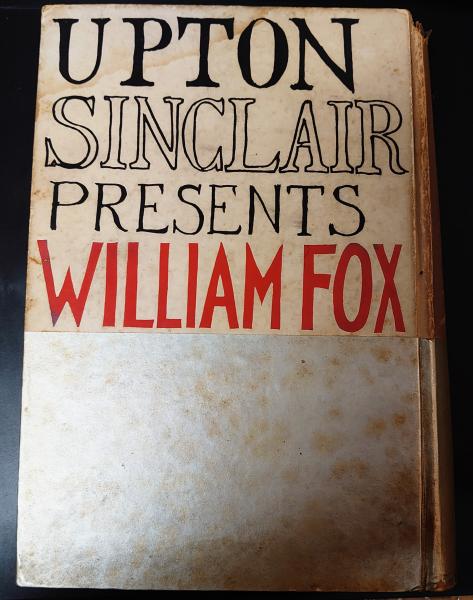 UPTON
SINCLAIR
PRESENTS
WILLIAM FOX